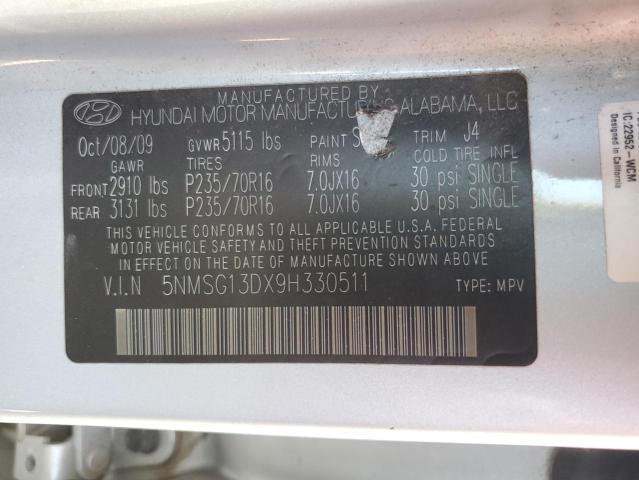 MANUFACTURED BY
HYUNDAI MOTOR MANUFACTURING ALABAMA, LLC
Oct/08/09 GVWR 5115 lbs PAINT TRIM J4
GAWR TIRES RIMS COLD TIRE INFL
FRONT 2910 lbs P235/70R16 7.0JX16 30 psi SINGLE
REAR 3131 lbs P235/70R16 7.0JX16 30 psi SINGLE
THIS VEHICLE CONFORMS TO ALL APPLICABLE U.S.A. FEDERAL
MOTOR VEHICLE SAFETY AND THEFT PREVENTION STANDARDS
IN EFFECT ON THE DATE OF MANUFACTURE SHOWN ABOVE
V.I.N 5NMSG13DX9H330511 TYPE: MPV
IC:22952-WCM
Designed in California